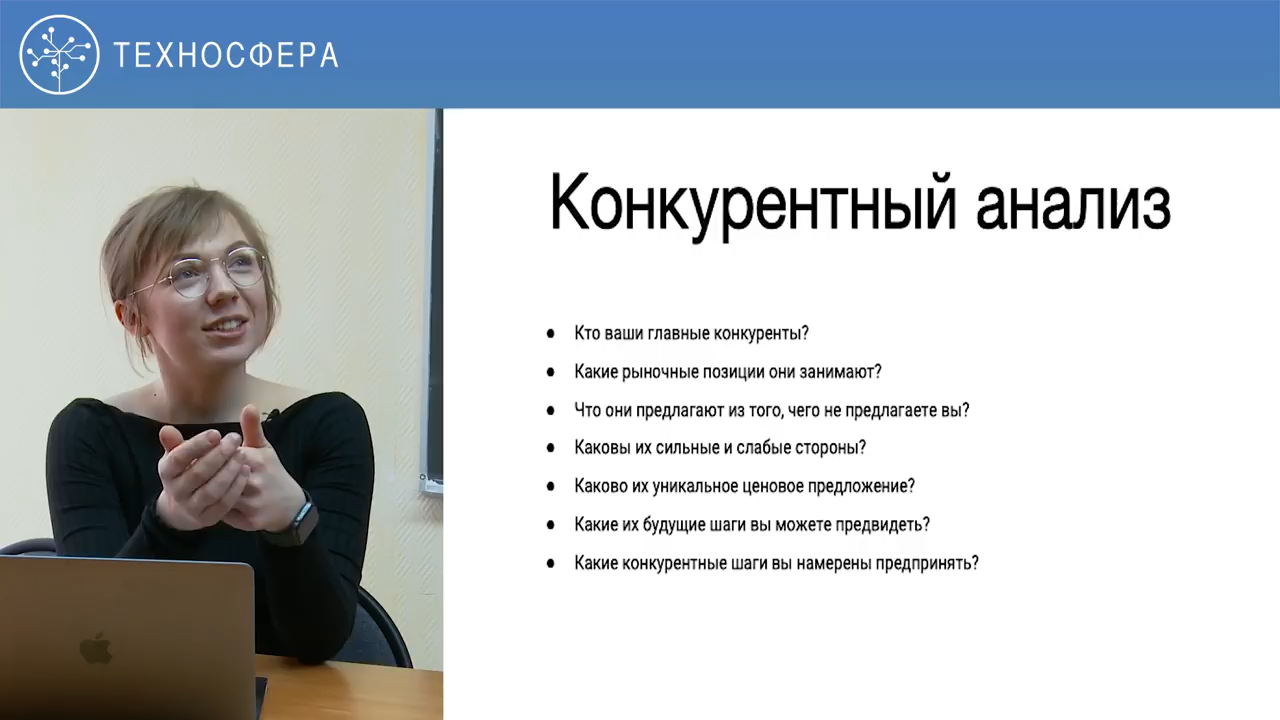 ТЕХНОСФЕРА
Конкурентный анализ
Кто ваши главные конкуренты?
Какие рыночные позиции они занимают?
Что они предлагают из того, чего не предлагаете вы?
Каковы их сильные и слабые стороны?
Каково их уникальное ценовое предложение?
Какие их будущие шаги вы можете предвидеть?
Какие конкурентные шаги вы намерены предпринять?